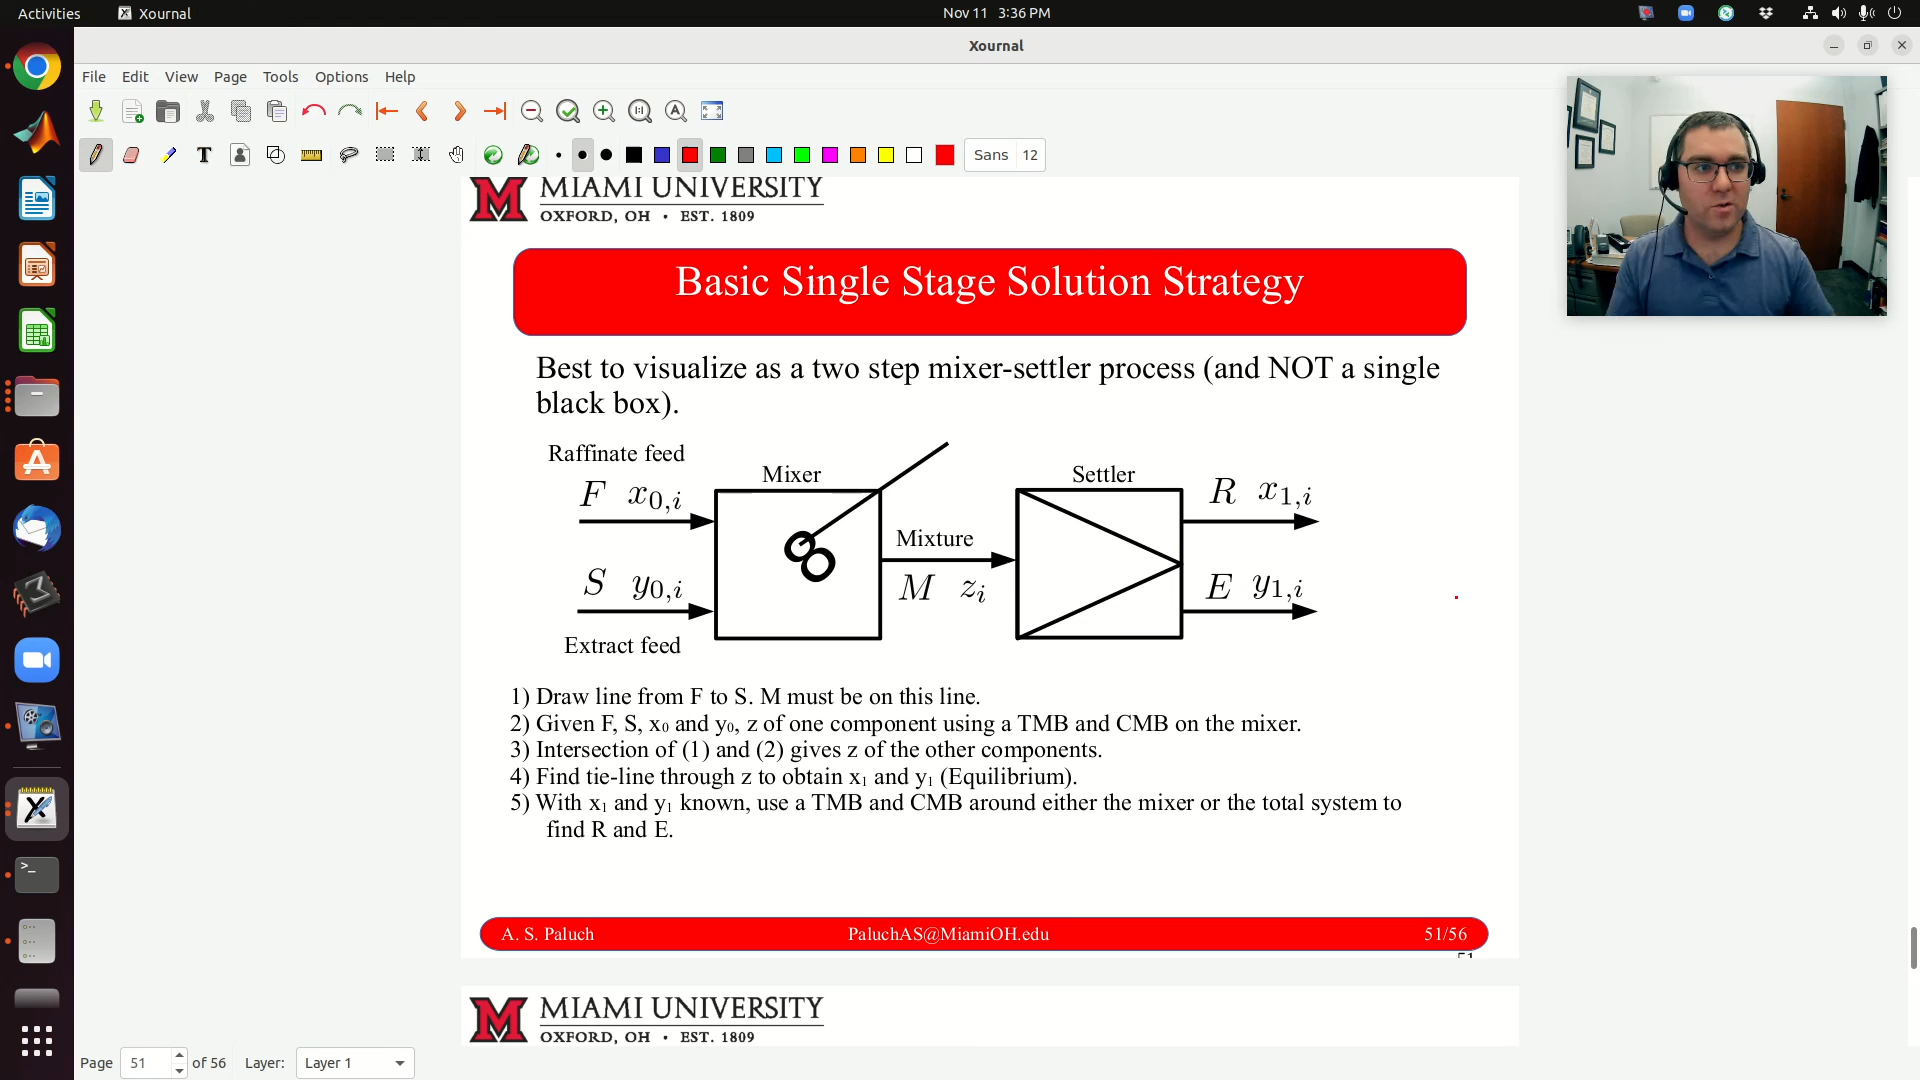 Activities
Xournal
Nov 11 3:36 PM
Xournal
File Edit View Page Tools Options Help
Sans 12
MIAMI UNIVERSITY
OXFORD, OH • EST. 1809
Basic Single Stage Solution Strategy
Best to visualize as a two step mixer-settler process (and NOT a single
black box).
Raffinate feed
F x0,i
S y0,i
Extract feed
Mixer
Mixture
M zi
Settler
R x1,i
E y1,i
1) Draw line from F to S. M must be on this line.
2) Given F, S, x0 and y0, z of one component using a TMB and CMB on the mixer.
3) Intersection of (1) and (2) gives z of the other components.
4) Find tie-line through z to obtain x1 and y1 (Equilibrium).
5) With x1 and y1 known, use a TMB and CMB around either the mixer or the total system to
find R and E.
A. S. Paluch PaluchAS@MiamiOH.edu 51/56
51
MIAMI UNIVERSITY
OXFORD, OH • EST. 1809
Page 51 of 56 Layer: Layer 1